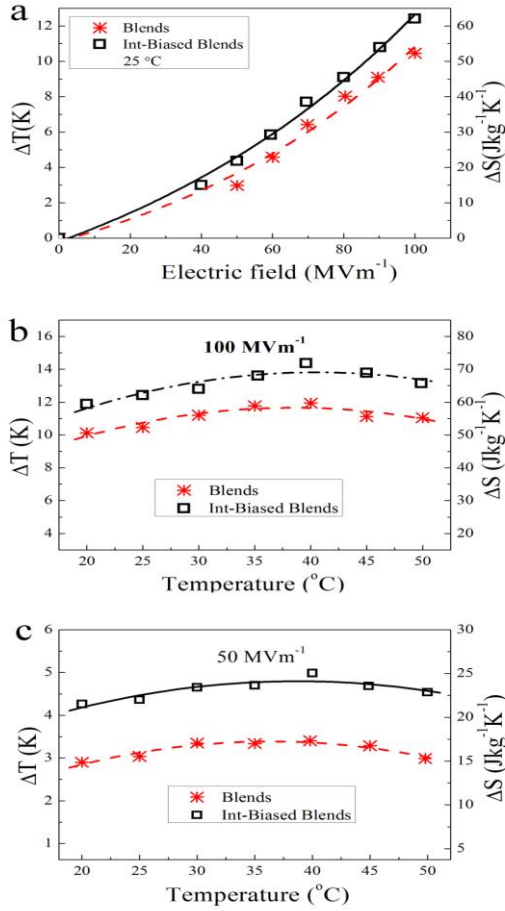 a
12
10
8
6
4
2
0
ΔT(K)
Blends
Int-Biased Blends
25 °C
60
50
40
30
20
10
0
ΔS(Jkg⁻¹K⁻¹)
0 20 40 60 80 100
Electric field (MVm⁻¹)
b
16
14
12
10
8
6
4
ΔT (K)
100 MVm⁻¹
Blends
Int-Biased Blends
80
70
60
50
40
30
20
ΔS (Jkg⁻¹K⁻¹)
20 25 30 35 40 45 50
Temperature (°C)
c
6
5
4
3
2
1
ΔT (K)
50 MVm⁻¹
Blends
Int-Biased Blends
30
25
20
15
10
5
ΔS (Jkg⁻¹K⁻¹)
20 25 30 35 40 45 50
Temperature (°C)